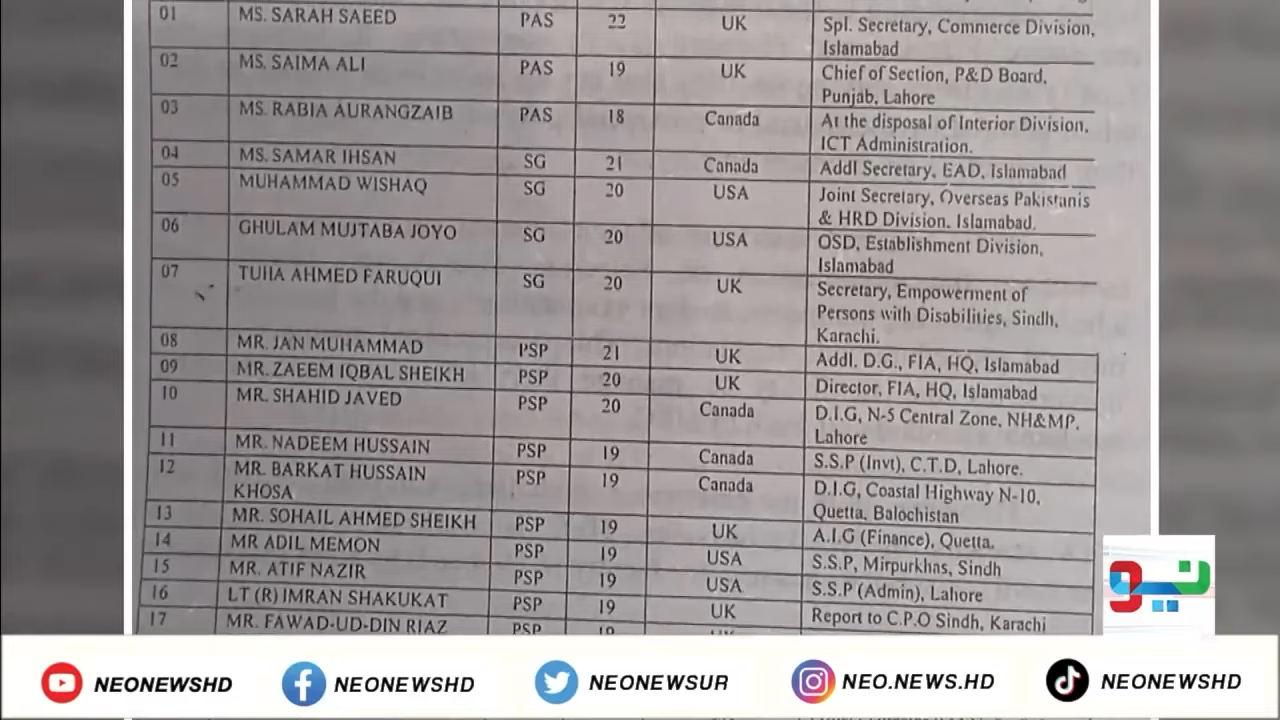 01 MS. SARAH SAEED PAS 22 UK Spl. Secretary, Commerce Division,
Islamabad
02 MS. SAIMA ALI PAS 19 UK Chief of Section, P&D Board,
Punjab, Lahore
03 MS. RABIA AURANGZAIB PAS 18 Canada At the disposal of Interior Division,
ICT Administration.
04 MS. SAMAR IHSAN SG 21 Canada Addl Secretary, EAD, Islamabad
05 MUHAMMAD WISHAQ SG 20 USA Joint Secretary, Overseas Pakistanis
& HRD Division, Islamabad.
06 GHULAM MUJTABA JOYO SG 20 USA OSD, Establishment Division,
Islamabad
07 TUHA AHMED FARUQUI SG 20 UK Secretary, Empowerment of
Persons with Disabilities, Sindh,
Karachi.
08 MR. JAN MUHAMMAD PSP 21 UK Addl. D.G, FIA, HQ, Islamabad
09 MR. ZAEEM IQBAL SHEIKH PSP 20 UK Director, FIA, HQ, Islamabad
10 MR. SHAHID JAVED PSP 20 Canada D.I.G, N-5 Central Zone, NH&MP,
Lahore
11 MR. NADEEM HUSSAIN PSP 19 Canada S.S.P (Invt), C.T.D, Lahore.
12 MR. BARKAT HUSSAIN PSP 19 Canada D.I.G, Coastal Highway N-10,
KHOSA Quetta, Balochistan
13 MR. SOHAIL AHMED SHEIKH PSP 19 UK A.I.G (Finance), Quetta.
14 MR ADIL MEMON PSP 19 USA S.S.P, Mirpurkhas, Sindh
15 MR. ATIF NAZIR PSP 19 USA S.S.P (Admin), Lahore
16 LT (R) IMRAN SHAKUKAT PSP 19 UK Report to C.P.O Sindh, Karachi
17 MR. FAWAD-UD-DIN RIAZ PSP 19 UK
نیو
NEONEWSHD NEONEWSHD NEONEWSUR NEO.NEWS.HD NEONEWSHD